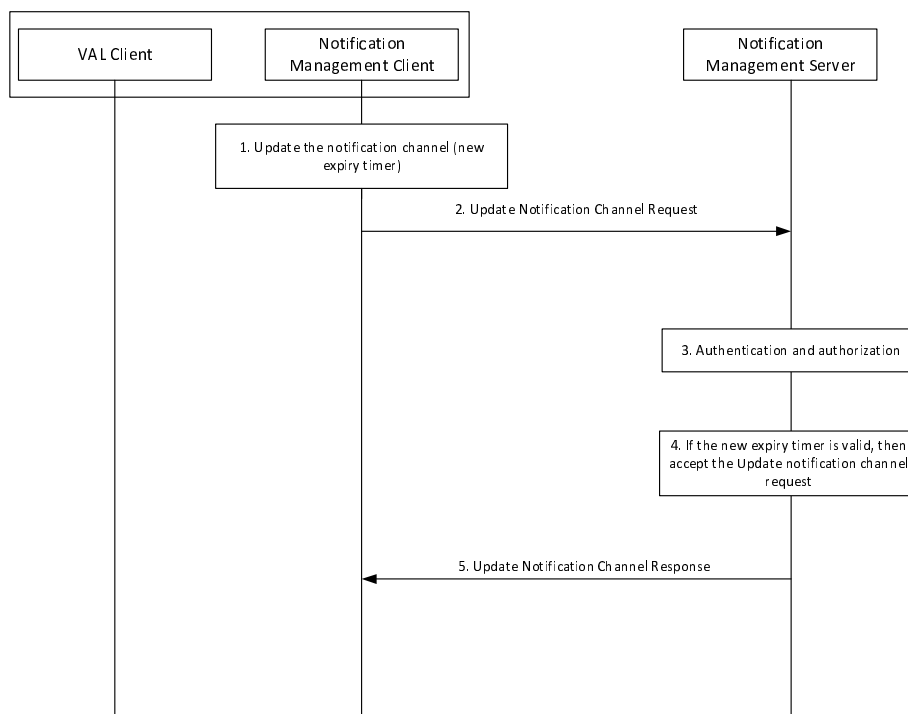 VAL Client
Notification
Management Client
Notification
Management Server
1. Update the notification channel (new
expiry timer)
2. Update Notification Channel Request
3. Authentication and authorization
4. If the new expiry timer is valid, then
accept the Update notification channel
request
5. Update Notification Channel Response